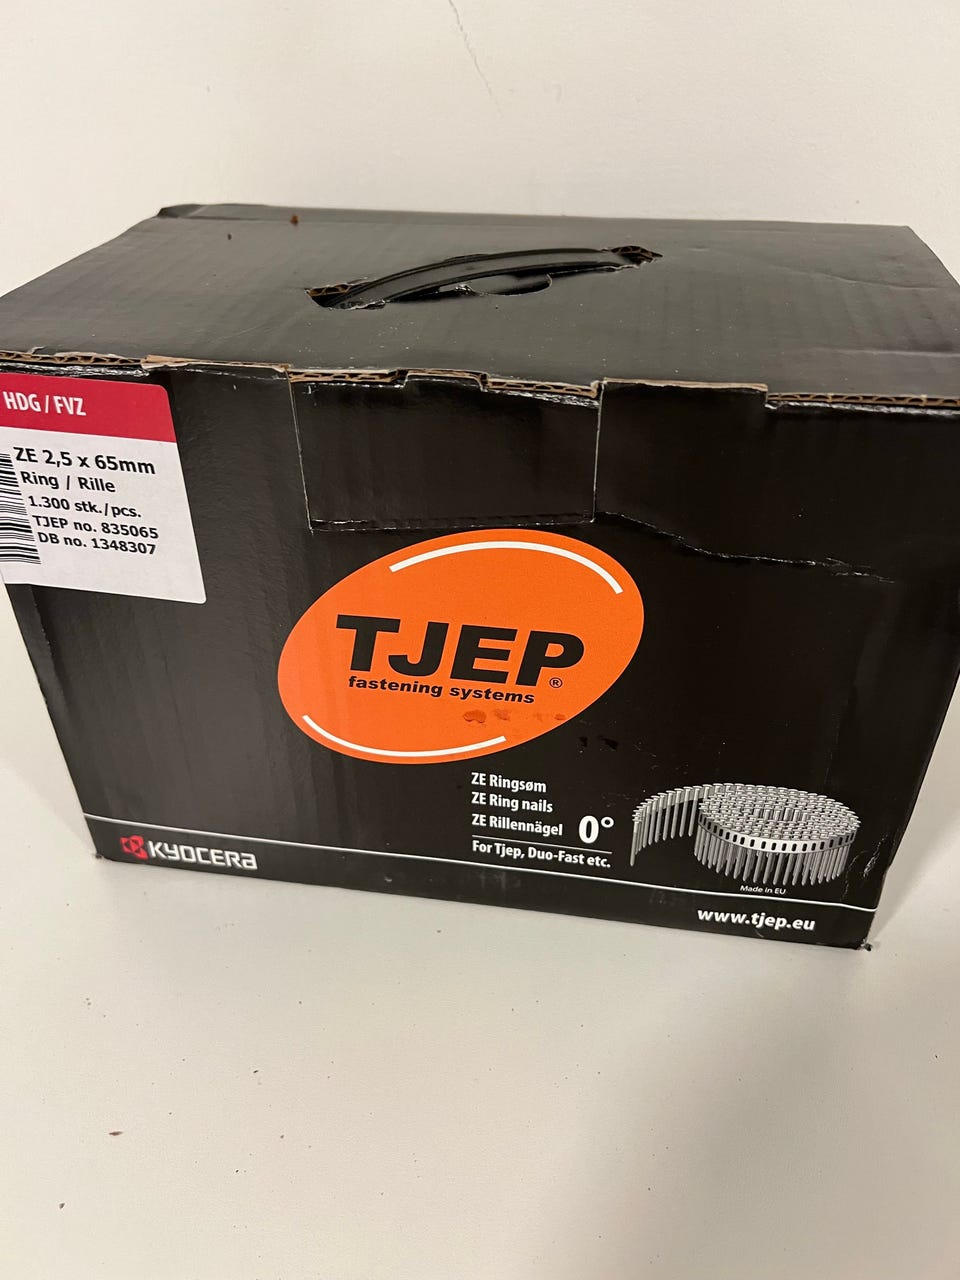 HDG / FVZ
ZE 2,5 x 65mm
Ring / Rille
1.300 stk./pcs.
TJEP no. 835065
DB no. 1348307
TJEP®
fastening systems
ZE Ringsøm
ZE Ring nails
ZE Rillennägel
0°
For Tjep, Duo-Fast etc.
Made in EU
KYOCERA
www.tjep.eu